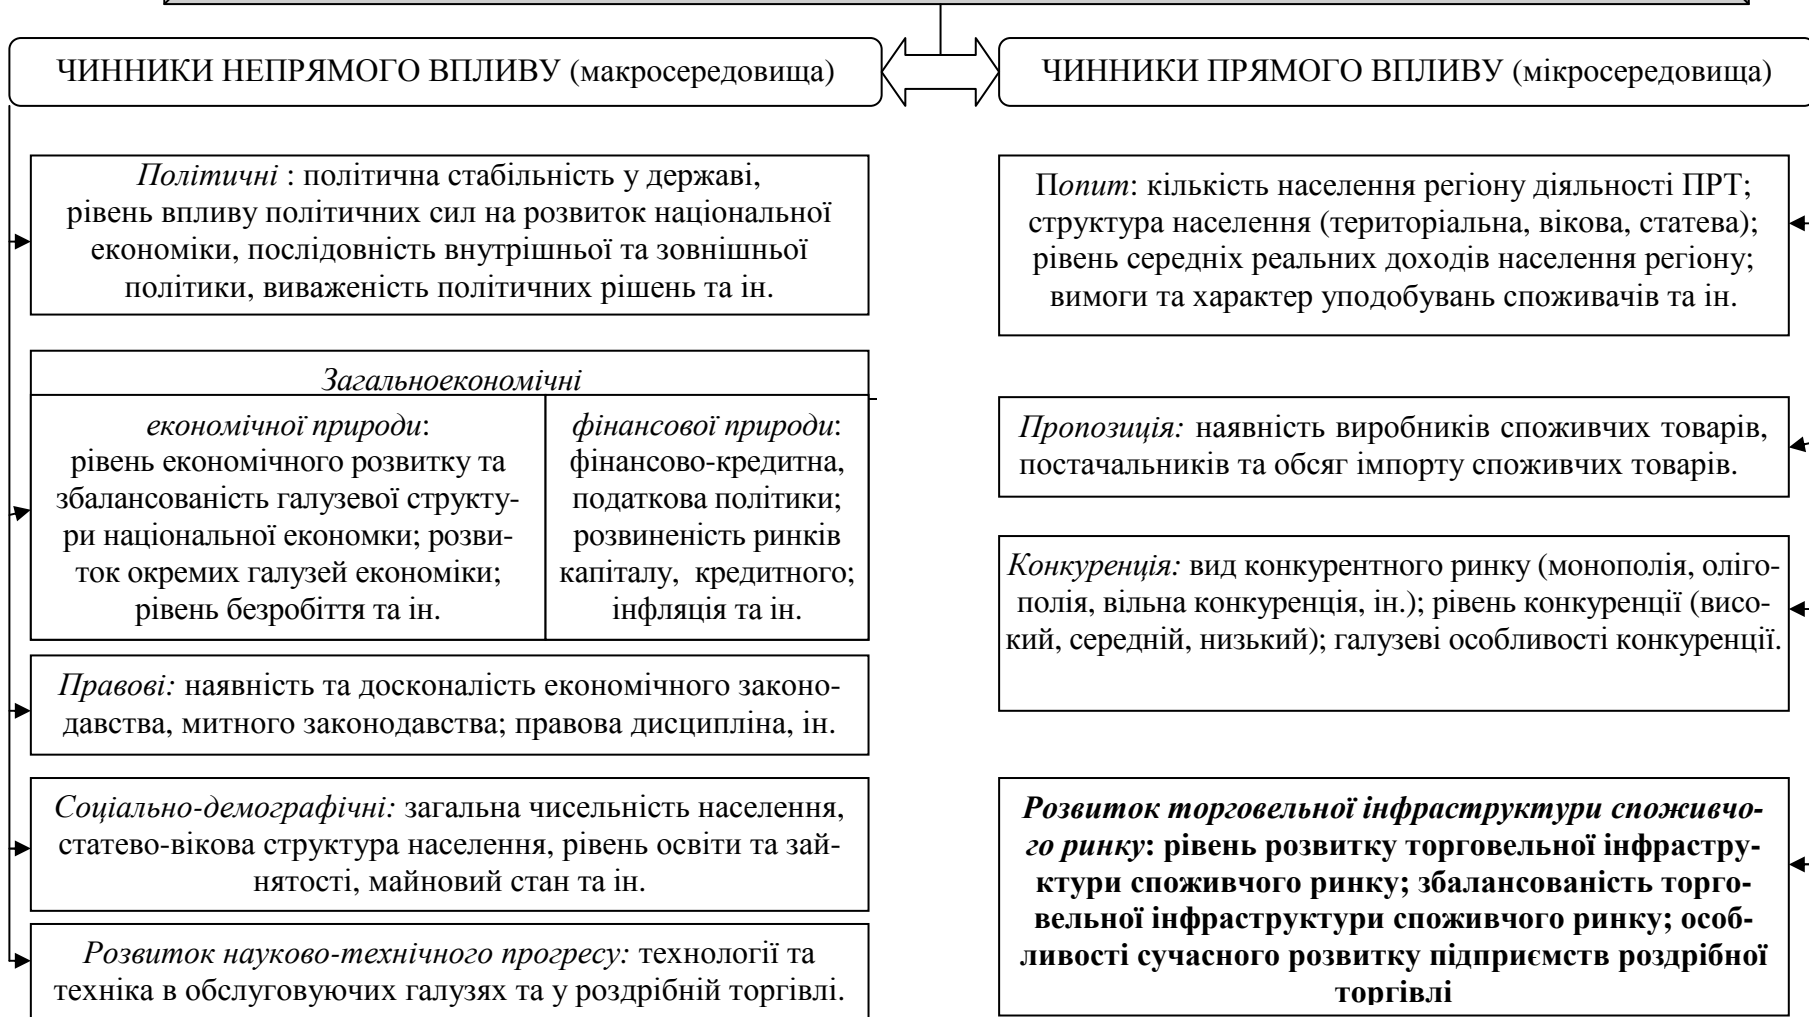 ЧИННИКИ НЕПРЯМОГО ВПЛИВУ (макросередовища)
Політичні : політична стабільність у державі,
рівень впливу політичних сил на розвиток національної
економіки, послідовність внутрішньої та зовнішньої
політики, виваженість політичних рішень та ін.
Загальноекономічні
економічної природи:
рівень економічного розвитку та
збалансованість галузевої структу-
ри національної економки; розви-
ток окремих галузей економіки;
рівень безробіття та ін.
фінансової природи:
фінансово-кредитна,
податкова політики;
розвиненість ринків
капіталу, кредитного;
інфляція та ін.
Правові: наявність та досконалість економічного законо-
давства, митного законодавства; правова дисципліна, ін.
Соціально-демографічні: загальна чисельність населення,
статево-вікова структура населення, рівень освіти та зай-
нятості, майновий стан та ін.
Розвиток науково-технічного прогресу: технології та
техніка в обслуговуючих галузях та у роздрібній торгівлі.
ЧИННИКИ ПРЯМОГО ВПЛИВУ (мікросередовища)
Попит: кількість населення регіону діяльності ПРТ;
структура населення (територіальна, вікова, статева);
рівень середніх реальних доходів населення регіону;
вимоги та характер уподобувань споживачів та ін.
Пропозиція: наявність виробників споживчих товарів,
постачальників та обсяг імпорту споживчих товарів.
Конкуренція: вид конкурентного ринку (монополія, оліго-
полія, вільна конкуренція, ін.); рівень конкуренції (висо-
кий, середній, низький); галузеві особливості конкуренції.
Розвиток торговельної інфраструктури споживчо-
го ринку: рівень розвитку торговельної інфрастру-
ктури споживчого ринку; збалансованість торго-
вельної інфраструктури споживчого ринку; особ-
ливості сучасного розвитку підприємств роздрібної
торгівлі